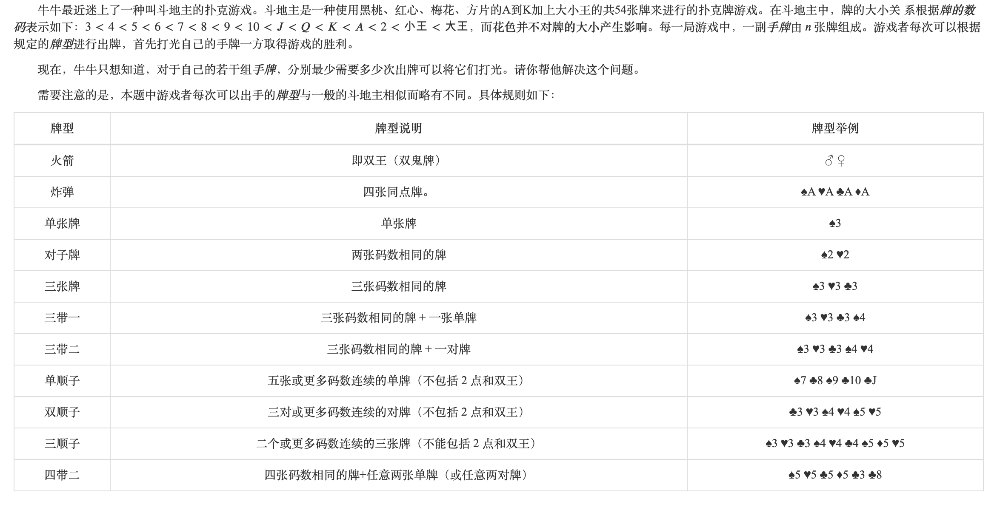 牛牛最近迷上了一种叫斗地主的扑克游戏。斗地主是一种使用黑桃、红心、梅花、方片的A到K加上大小王的共54张牌来进行的扑克牌游戏。在斗地主中，牌的大小关 系根据牌的数
码表示如下：3 < 4 < 5 < 6 < 7 < 8 < 9 < 10 < J < Q < K < A < 2 < 小王 < 大王，而花色并不对牌的大小产生影响。每一局游戏中，一副手牌由 n 张牌组成。游戏者每次可以根据
规定的牌型进行出牌，首先打光自己的手牌一方取得游戏的胜利。
现在，牛牛只想知道，对于自己的若干组手牌，分别最少需要多少次出牌可以将它们打光。请你帮他解决这个问题。
需要注意的是，本题中游戏者每次可以出手的牌型与一般的斗地主相似而略有不同。具体规则如下：
牌型 牌型说明 牌型举例
火箭 即双王（双鬼牌） ♂♀
炸弹 四张同点牌。 ♠A♥A♣A♦A
单张牌 单张牌 ♠3
对子牌 两张码数相同的牌 ♠2♥2
三张牌 三张码数相同的牌 ♠3♥3♣3
三带一 三张码数相同的牌 + 一张单牌 ♠3♥3♣3♠4
三带二 三张码数相同的牌 + 一对牌 ♠3♥3♣3♠4♥4
单顺子 五张或更多码数连续的单牌（不包括 2 点和双王） ♠7♣8♠9♣10♣J
双顺子 三对或更多码数连续的对牌（不包括 2 点和双王） ♣3♥3♠4♥4♠5♥5
三顺子 二个或更多码数连续的三张牌（不能包括 2 点和双王） ♠3♥3♣3♠4♥4♣4♠5♦5♥5
四带二 四张码数相同的牌+任意两张单牌（或任意两对牌） ♠5♥5♣5♦5♣3♣8